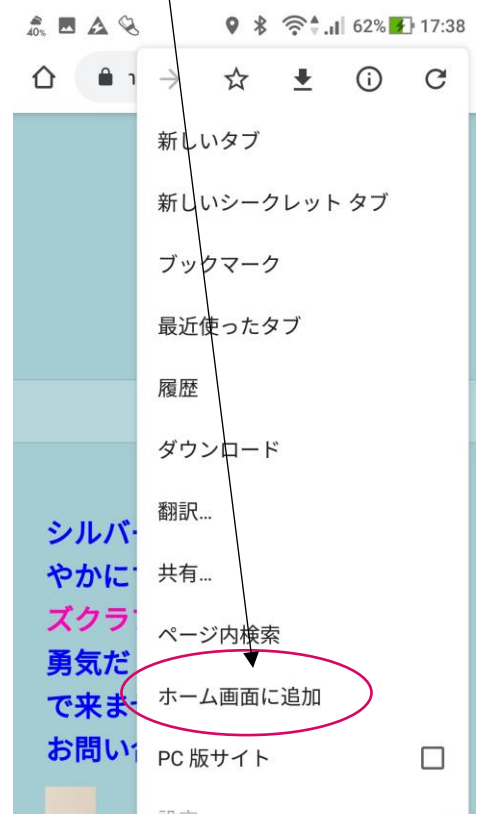 40%
62%
17:38
新しいタブ
新しいシークレット タブ
ブックマーク
最近使ったタブ
履歴
ダウンロード
翻訳...
共有...
ページ内検索
ホーム画面に追加
PC 版サイト
シルバ
やかに
ズクラ
勇気だ
で来ま
お問い